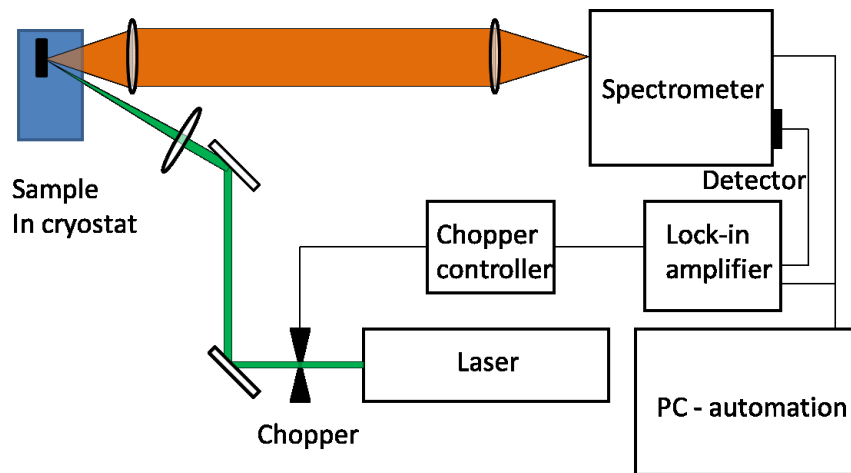 Spectrometer
Detector
Sample
In cryostat
Chopper
controller
Lock-in
amplifier
Laser
Chopper
PC - automation